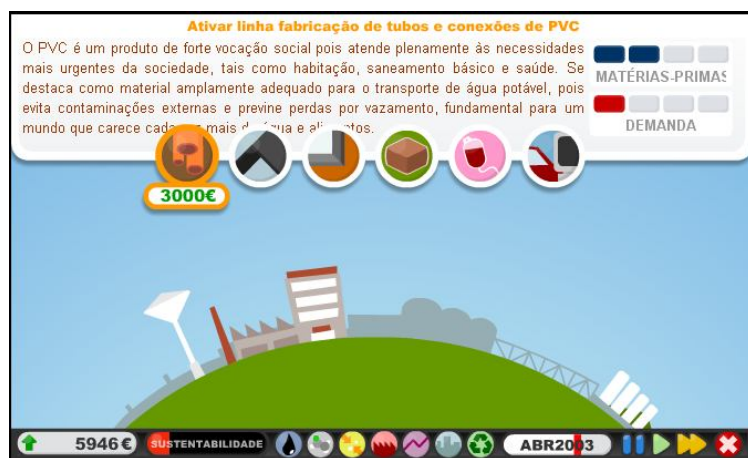 Ativar linha fabricação de tubos e conexões de PVC
O PVC é um produto de forte vocação social pois atende plenamente às necessidades
mais urgentes da sociedade, tais como habitação, saneamento básico e saúde. Se
destaca como material amplamente adequado para o transporte de água potável, pois
evita contaminações externas e previne perdas por vazamento, fundamental para um
mundo que carece cada mais de água e alimentos.
MATÉRIAS-PRIMAS
DEMANDA
3000€
5946€
SUSTENTABILIDADE
ABR2003